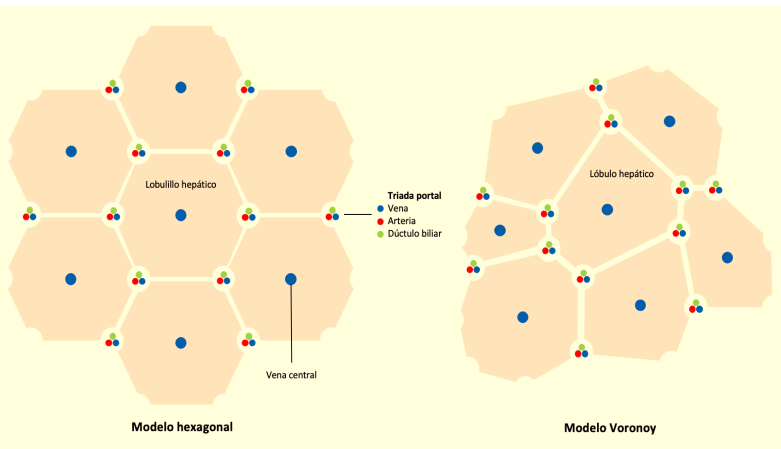 Lobulillo hepático
Triada portal
Vena
Arteria
Dúctulo biliar
Vena central
Modelo hexagonal
Lóbulo hepático
Modelo Voronoy